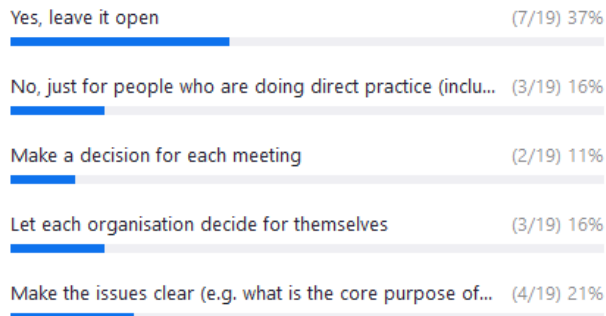 Yes, leave it open (7/19) 37%
No, just for people who are doing direct practice (inclu... (3/19) 16%
Make a decision for each meeting (2/19) 11%
Let each organisation decide for themselves (3/19) 16%
Make the issues clear (e.g. what is the core purpose of... (4/19) 21%